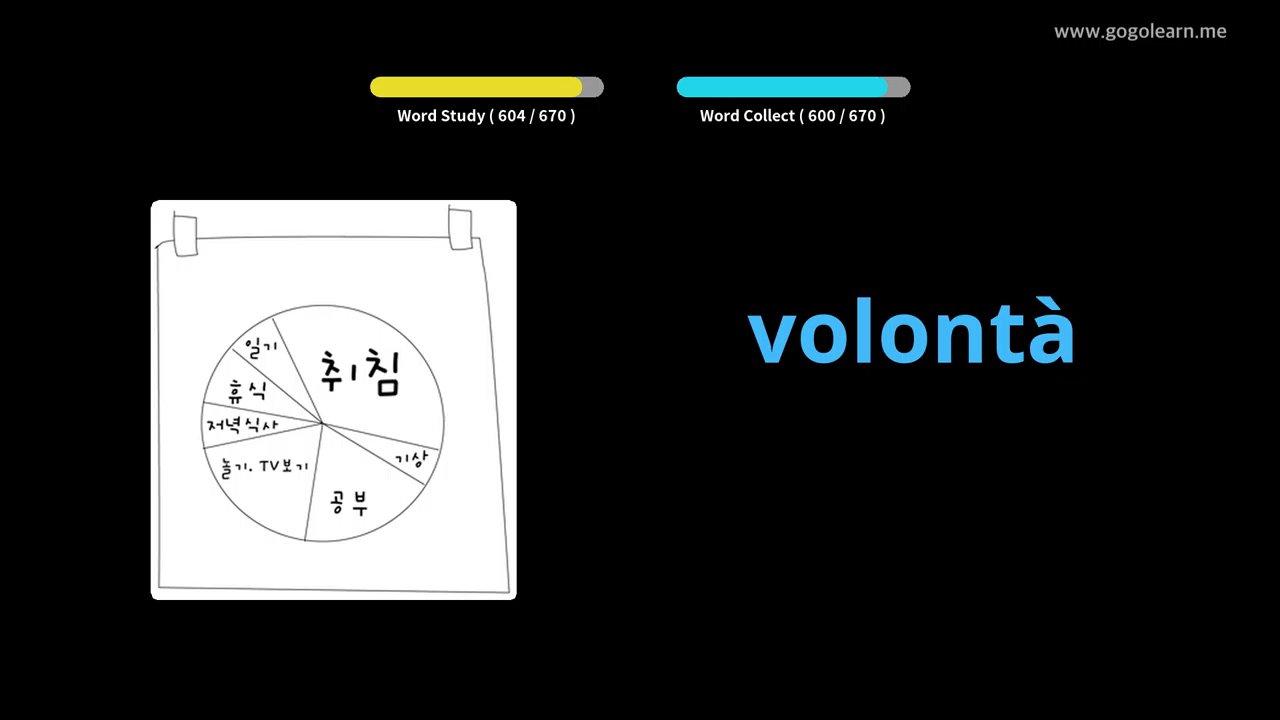 www.gogolearn.me
Word Study ( 604 / 670 )
Word Collect ( 600 / 670 )
일기
취침
휴식
저녁식사
놀기. TV보기
기상
공부
volontà